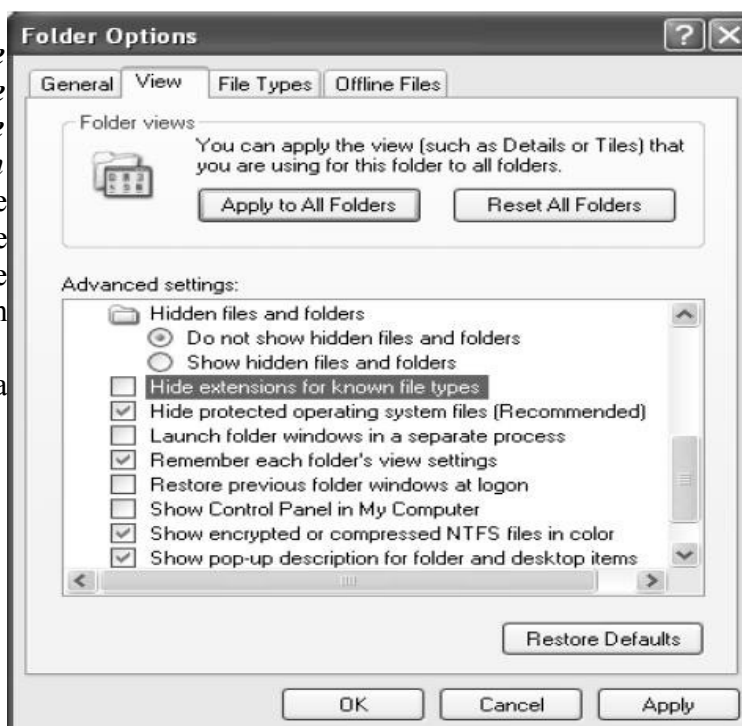 Folder Options
General View File Types Offline Files
Folder views
You can apply the view (such as Details or Tiles) that
you are using for this folder to all folders.
Apply to All Folders Reset All Folders
Advanced settings:
Hidden files and folders
Do not show hidden files and folders
Show hidden files and folders
Hide extensions for known file types
Hide protected operating system files (Recommended)
Launch folder windows in a separate process
Remember each folder's view settings
Restore previous folder windows at logon
Show Control Panel in My Computer
Show encrypted or compressed NTFS files in color
Show pop-up description for folder and desktop items
Restore Defaults
OK Cancel Apply